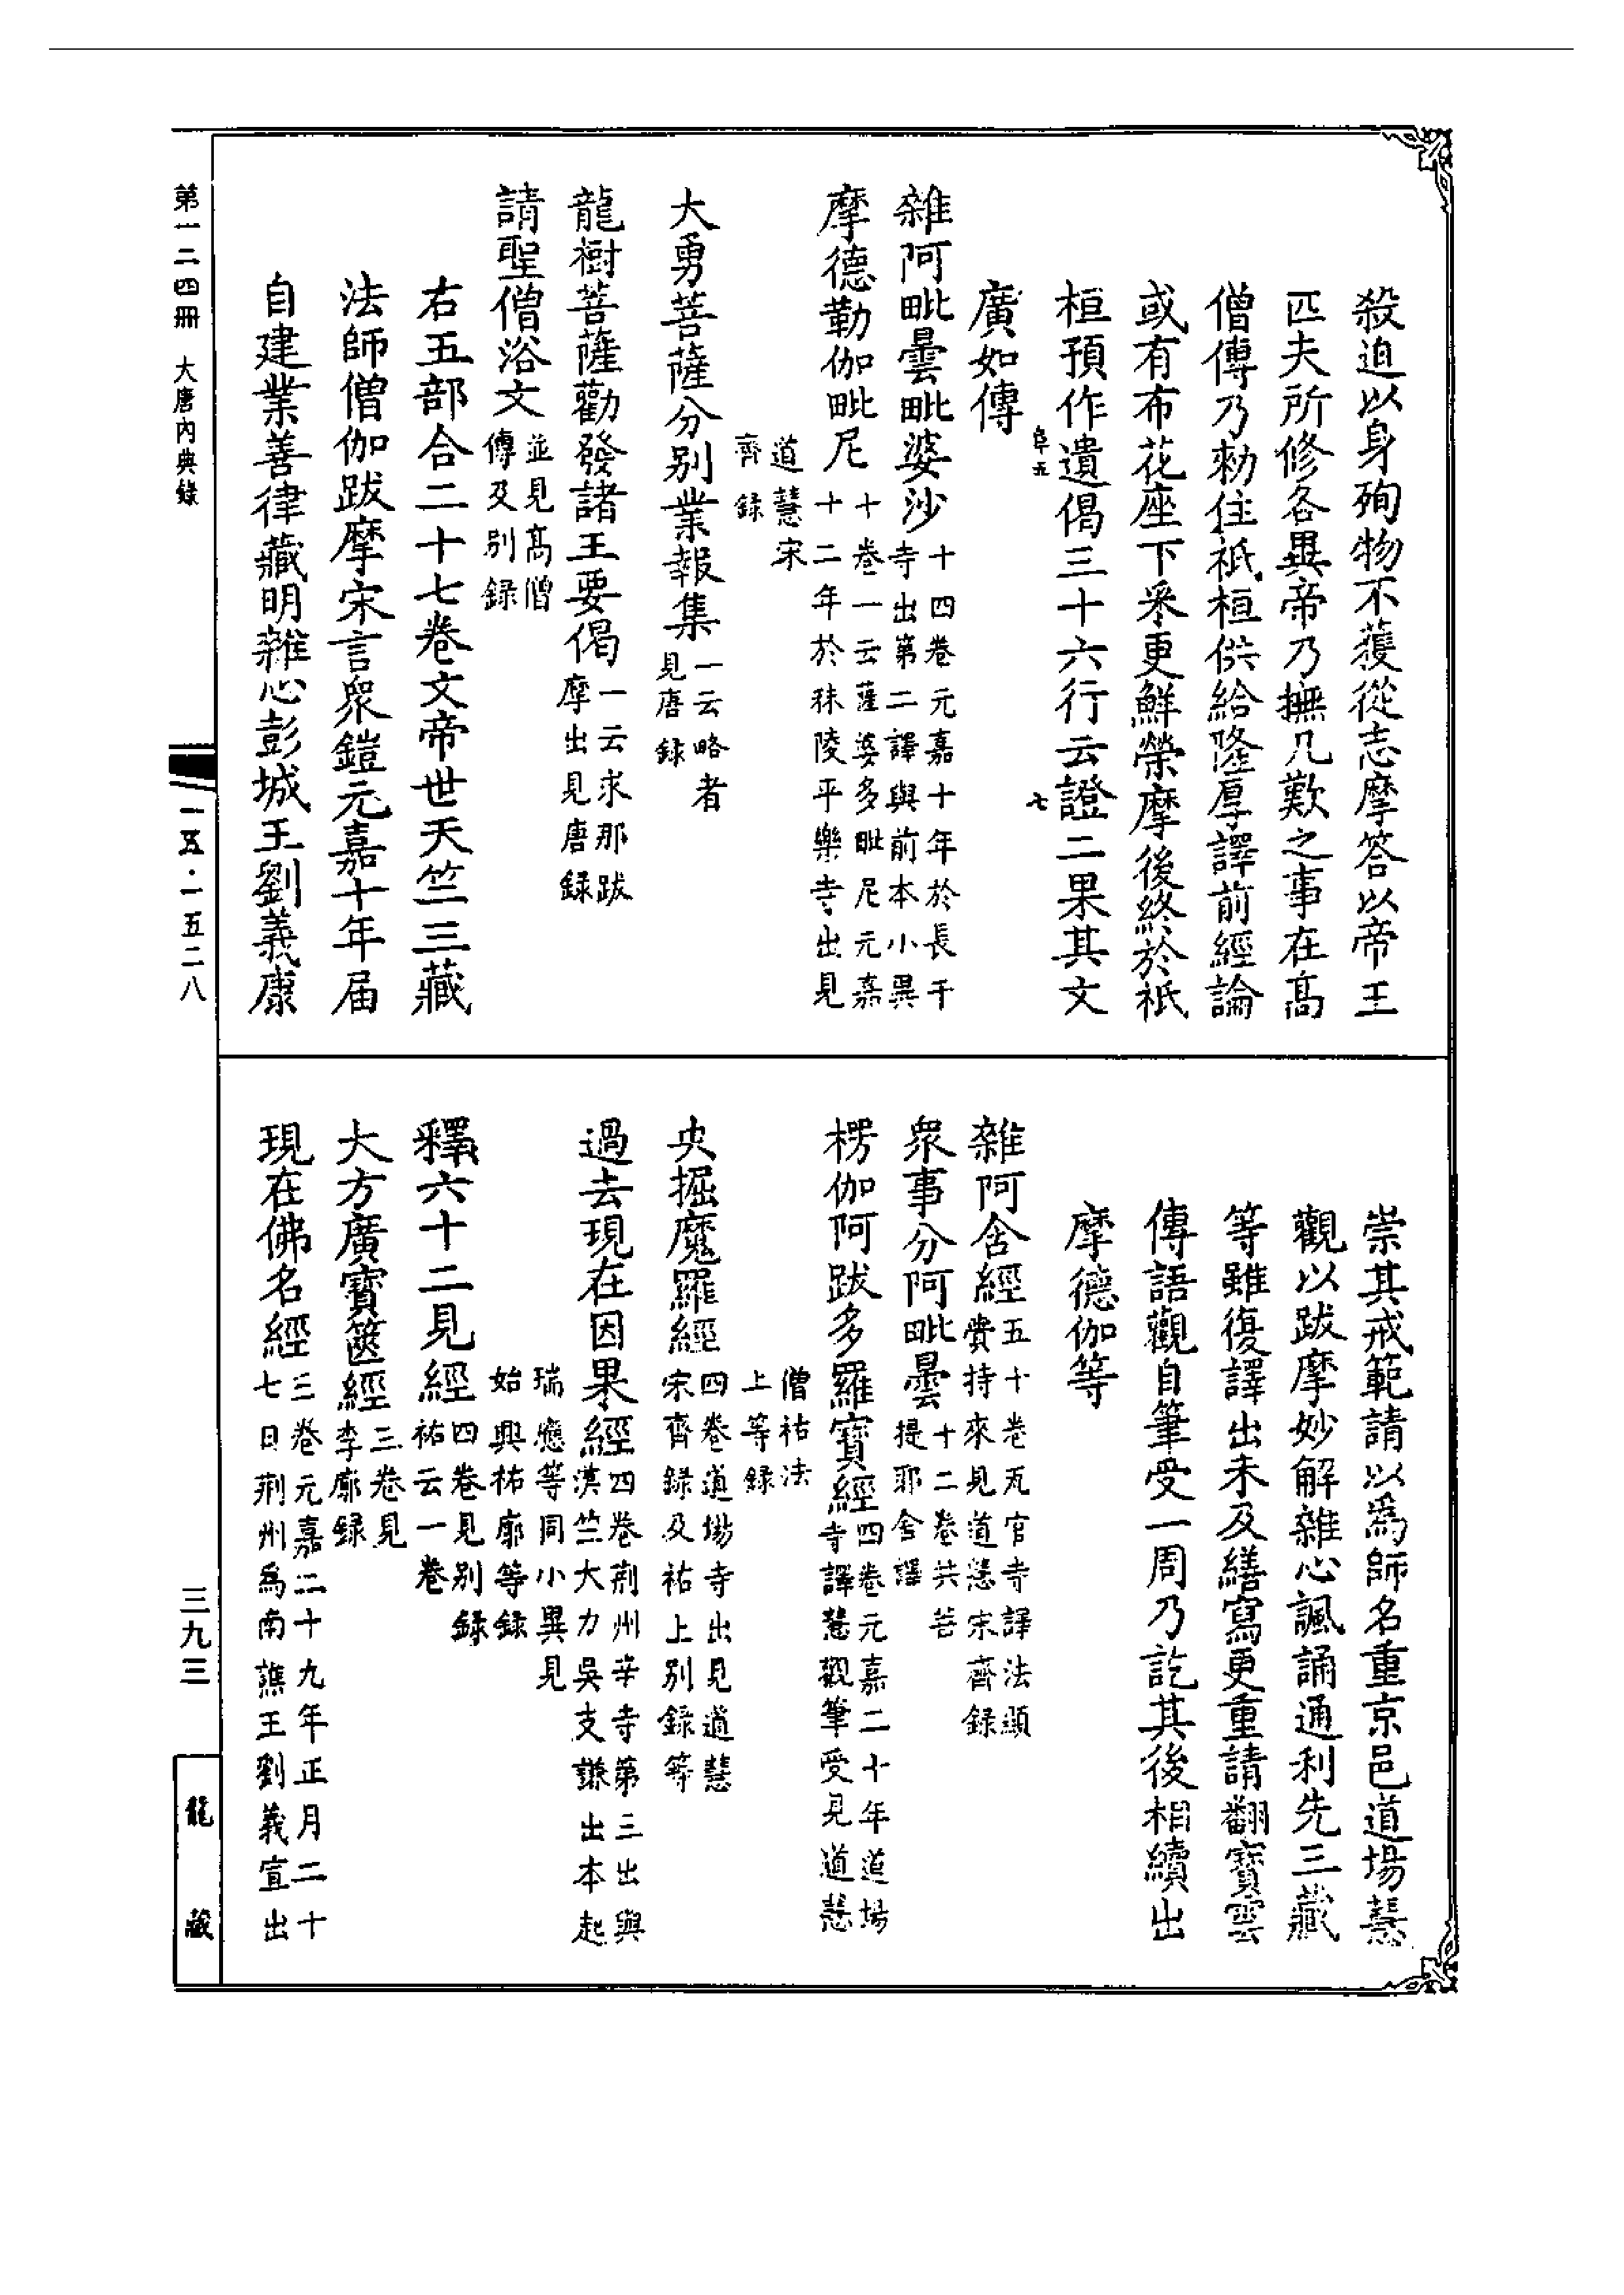 殺迫以身殉物不獲從志摩答以帝王
匹夫所修各異帝乃撫几歎之事在髙
僧傳乃勅住祇桓供給隆厚譯前經論
或有布花座下釆更鮮榮摩後終於祇
桓預作遺偈三十六行云證二果其文
阜五
七
廣如傳
雜阿毗曇毗婆沙十四卷元嘉十年於長干
寺出第二譯與前本小異
摩德勒伽毗尼十卷一云薩婆多毗尼元嘉
十二年於秣陵平樂寺出見
道慧宋
齊錄
大勇菩薩分别業報集一云略者
見唐錄
龍樹菩薩勸發諸王要偈一云求那跋
摩出見唐錄
請聖僧浴文並見髙僧
傳及别錄
右五部合二十七卷文帝世天竺三藏
法師僧伽跋摩宋言衆鎧元嘉十年届
自建業善律藏明雜心彭城王劉義康
崇其戒範請以爲師名重京邑道場慧
觀以跋摩妙解雜心諷誦通利先三藏
等雖復譯出未及繕寫更重請翻寶雲
傳語觀自筆受一周乃訖其後相續出
摩德伽等
雜阿含經五十卷瓦官寺譯法顯
賷持來見道慧宋齊錄
衆事分阿毗曇十二卷共菩
提耶舍譯
楞伽阿跋多羅寶經四卷元嘉二十年道場
寺譯慧觀筆受見道慧
僧祐法
上等錄
央掘魔羅經四卷道場寺出見道慧
宋齊錄及祐上别錄等
過去現在因果經四卷荊州辛寺第三出與
漢竺大力吳支謙出本起
瑞應等同小異見
始興祐廓等錄
釋六十二見經四卷見别錄
祐云一卷
大方廣寶篋經三卷見
李廓錄
現在佛名經三卷元嘉二十九年正月二十
七日荊州爲南譙王劉義宣出
第一二四冊 大唐內典錄
一五·一五二八
三九三
龍藏